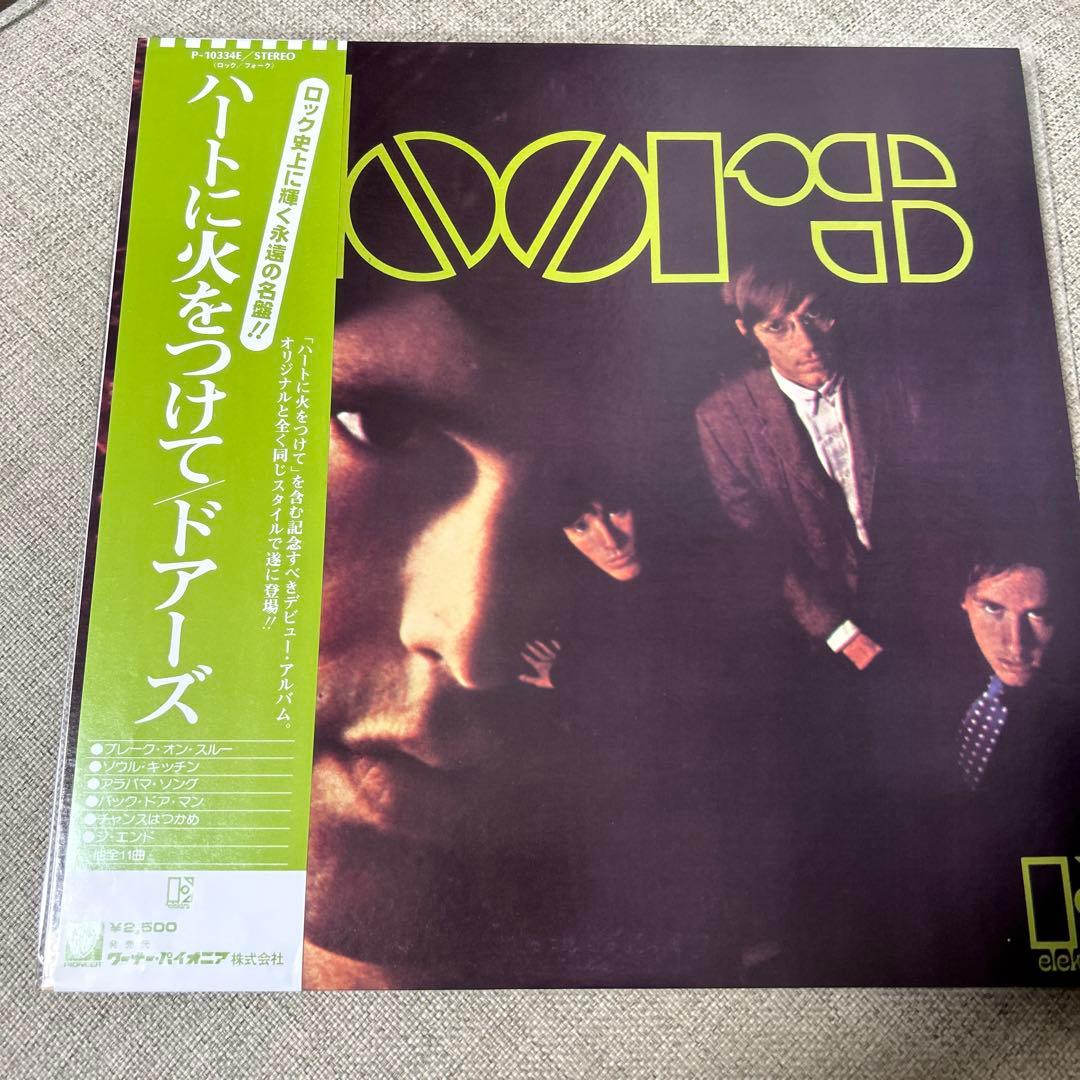 P-10334E/STEREO
(ロック/フォーク)
ハートに火をつけて/ドアーズ
ロック史上に輝く永遠の名盤!!
「ハートに火をつけて」を含む記念すべきデビュー・アルバム。
オリジナルと全く同じスタイルで遂に登場!!
●ブレーク・オン・スルー
●ソウル・キッチン
●アラバマ・ソング
●バック・ドア・マン
●チャンスはつかめ
●ジ・エンド
他全11曲
¥2,500
発売元
ワーナー・パイオニア株式会社
PIONEER
oors
elek